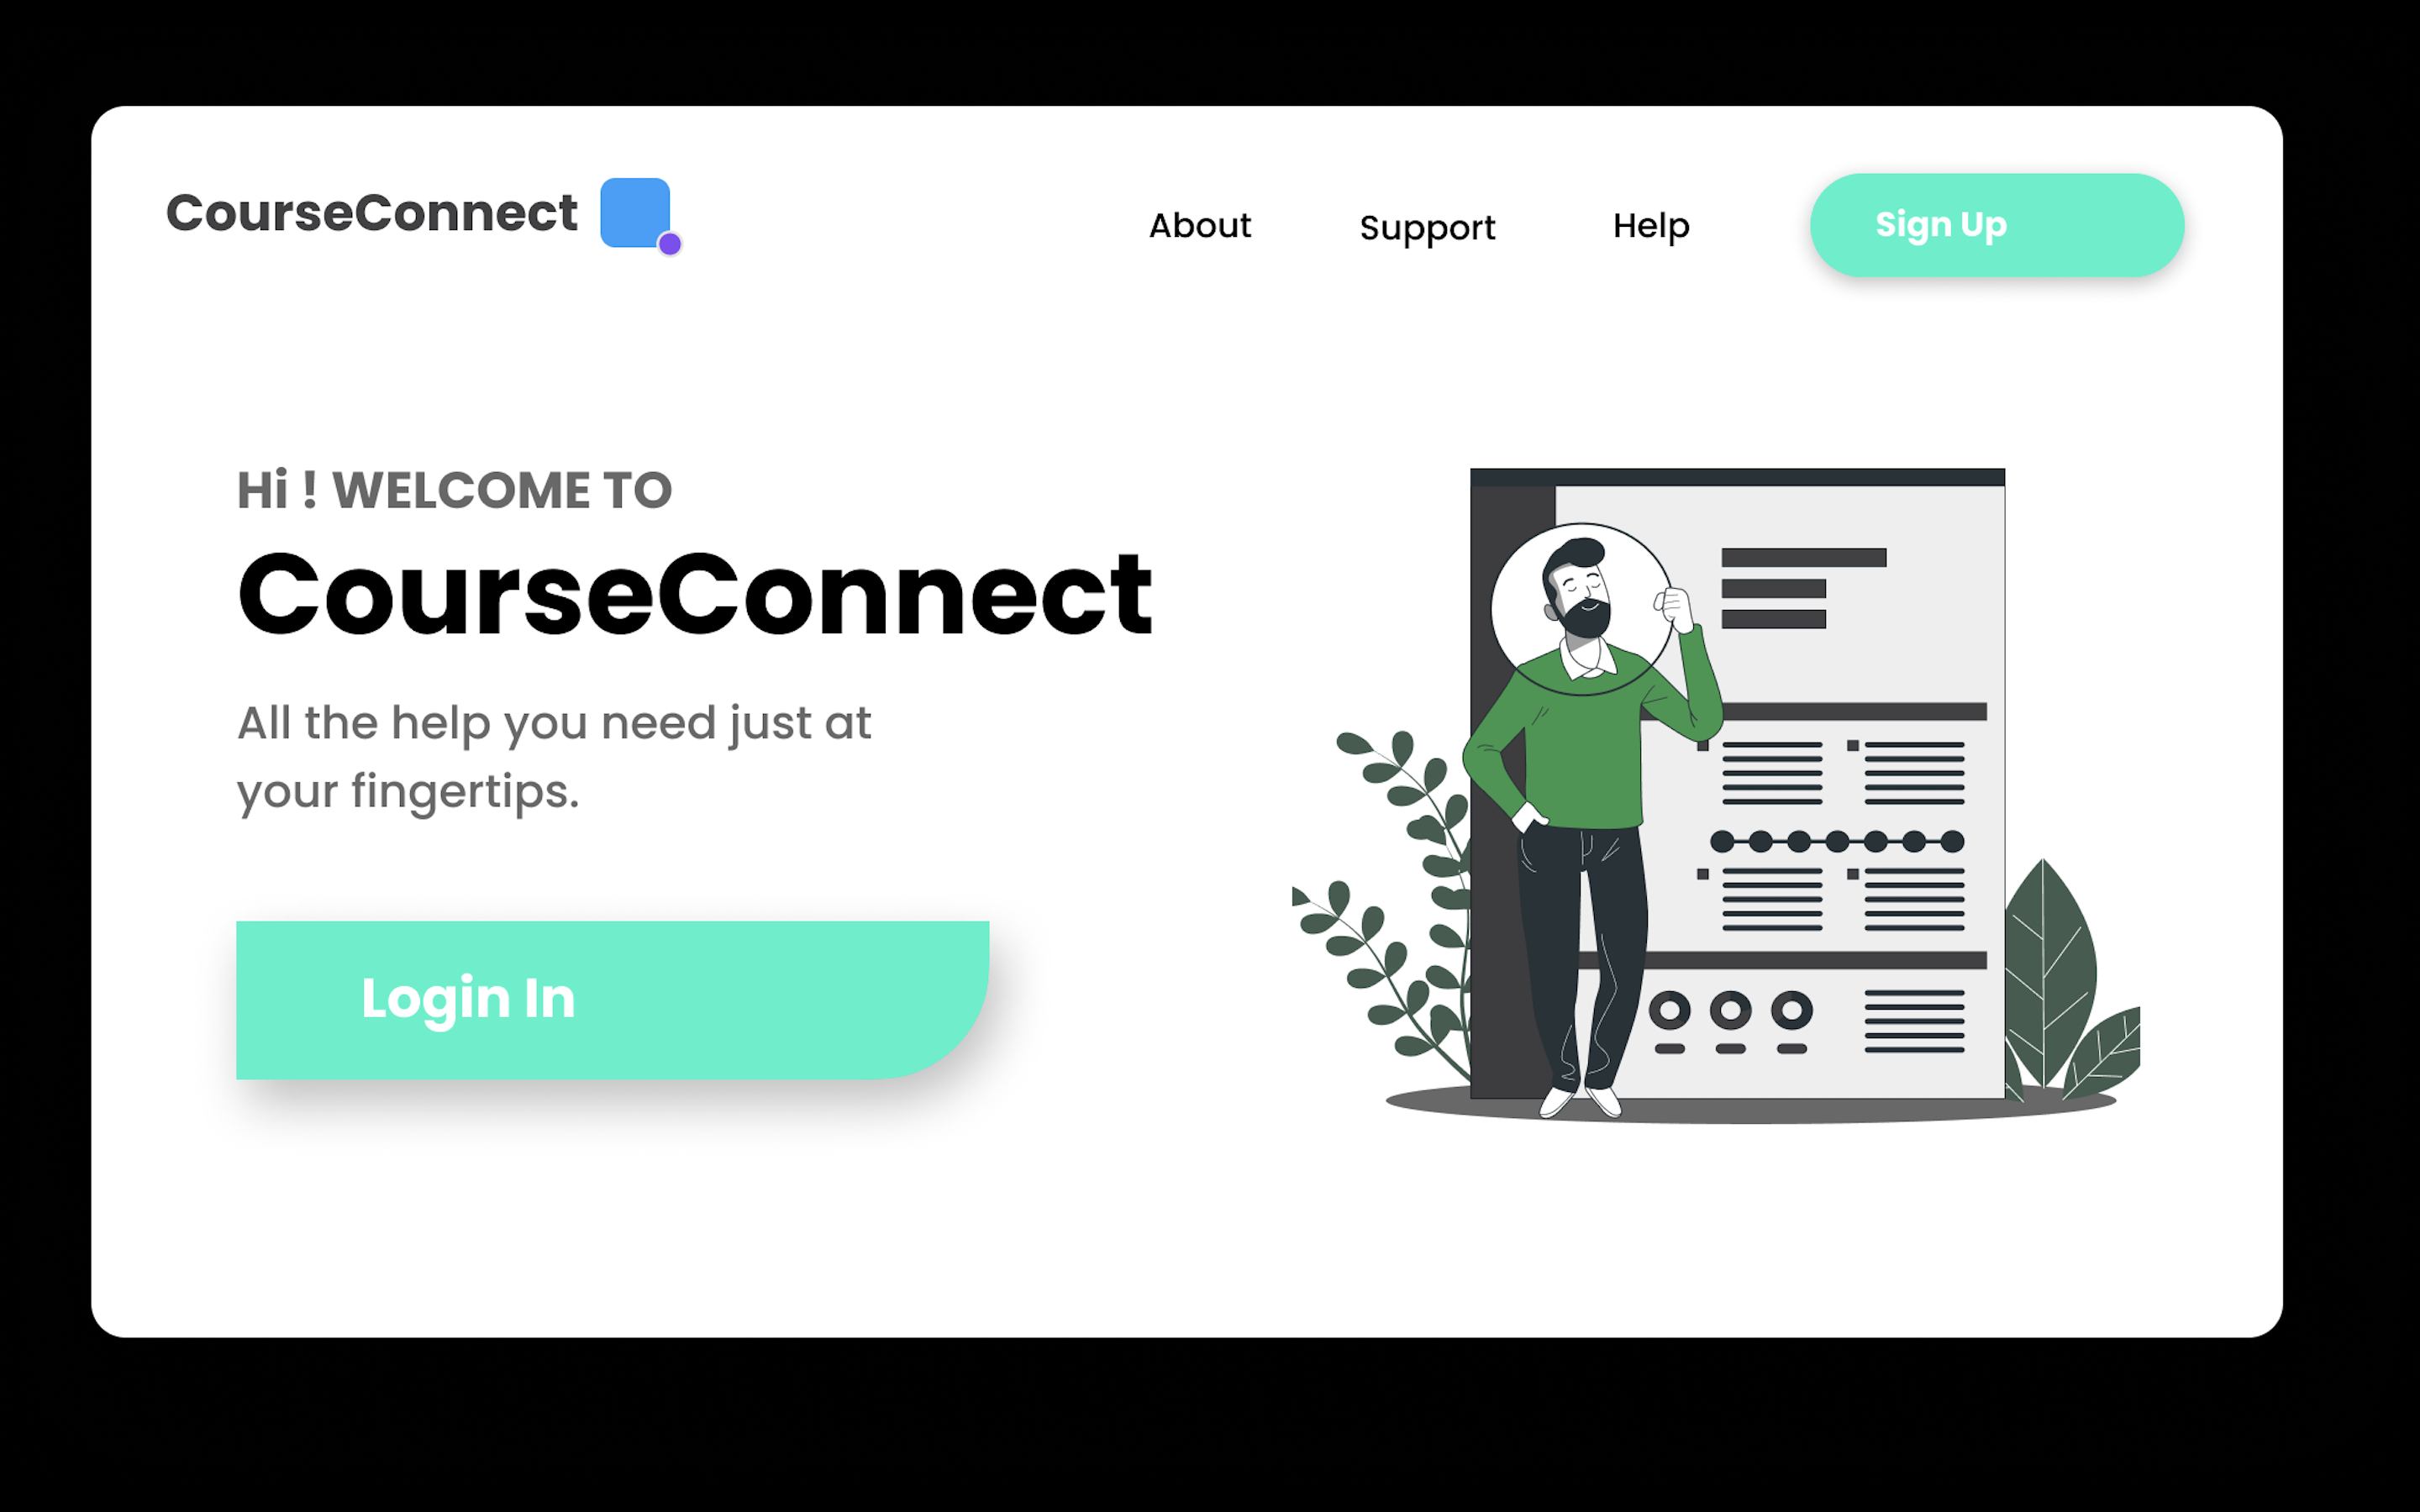 CourseConnect
About Support Help Sign Up
Hi ! WELCOME TO
CourseConnect
All the help you need just at
your fingertips.
Login In